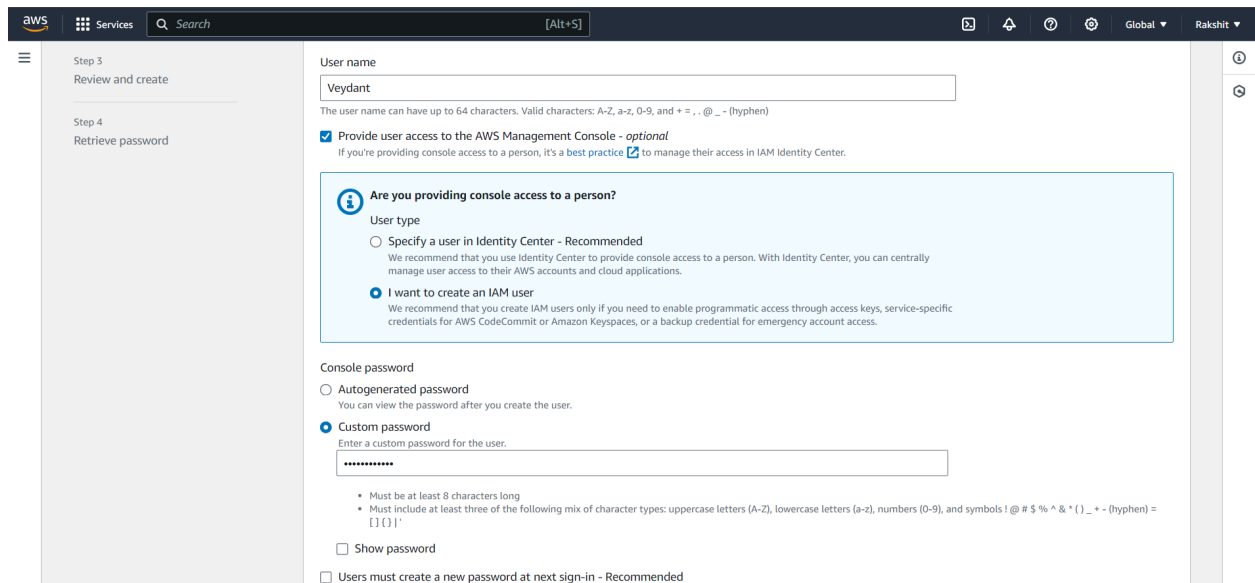 aws
Services
Search
[Alt+S]
Global
Rakshit
Step 3
Review and create
Step 4
Retrieve password
User name
Veydant
The user name can have up to 64 characters. Valid characters: A-Z, a-z, 0-9, and + = , . @ _ - (hyphen)
Provide user access to the AWS Management Console - optional
If you're providing console access to a person, it's a best practice to manage their access in IAM Identity Center.
Are you providing console access to a person?
User type
Specify a user in Identity Center - Recommended
We recommend that you use Identity Center to provide console access to a person. With Identity Center, you can centrally
manage user access to their AWS accounts and cloud applications.
I want to create an IAM user
We recommend that you create IAM users only if you need to enable programmatic access through access keys, service-specific
credentials for AWS CodeCommit or Amazon Keyspaces, or a backup credential for emergency account access.
Console password
Autogenerated password
You can view the password after you create the user.
Custom password
Enter a custom password for the user.
••••••••••••
• Must be at least 8 characters long
• Must include at least three of the following mix of character types: uppercase letters (A-Z), lowercase letters (a-z), numbers (0-9), and symbols ! @ # $ % ^ & * ( ) _ + - (hyphen) =
[ ] { } | '
Show password
Users must create a new password at next sign-in - Recommended